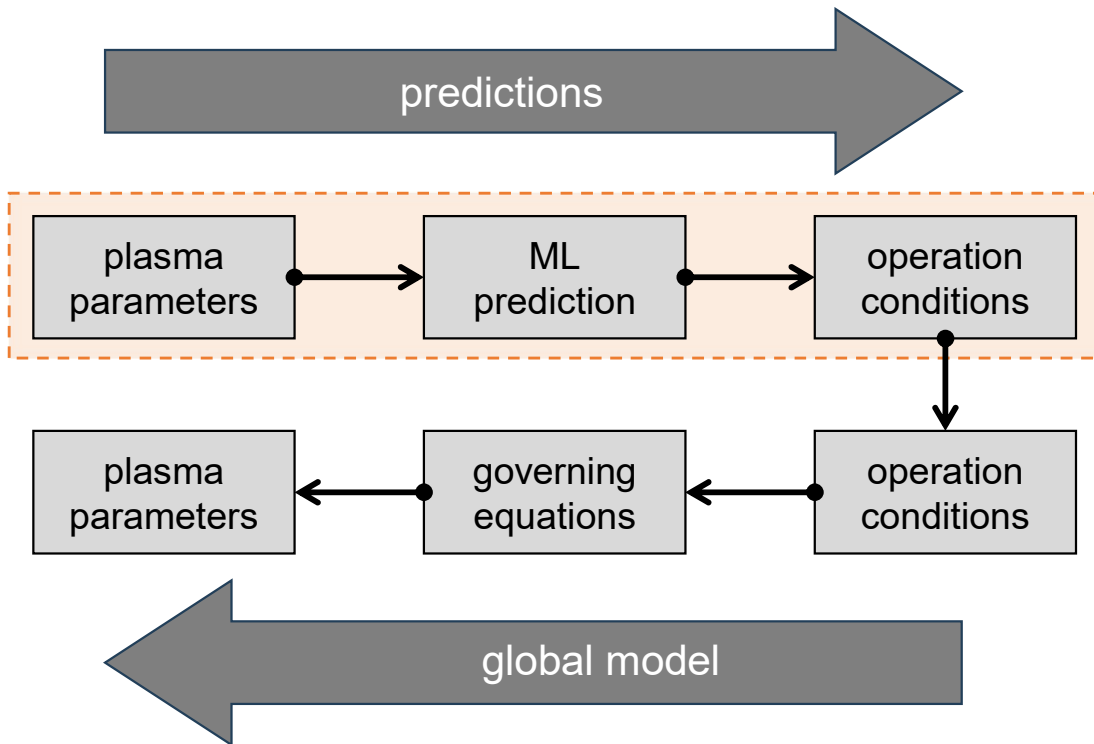 predictions
plasma
parameters
ML
prediction
operation
conditions
plasma
parameters
governing
equations
operation
conditions
global model